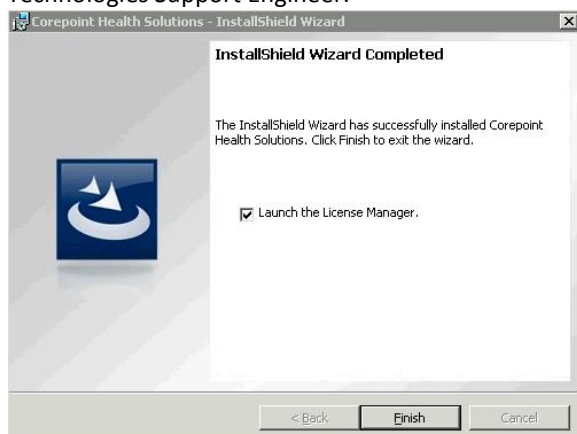 Technologies Support Engineer.
Corepoint Health Solutions - InstallShield Wizard
InstallShield Wizard Completed
The InstallShield Wizard has successfully installed Corepoint
Health Solutions. Click Finish to exit the wizard.
Launch the License Manager.
< Back
Finish
Cancel